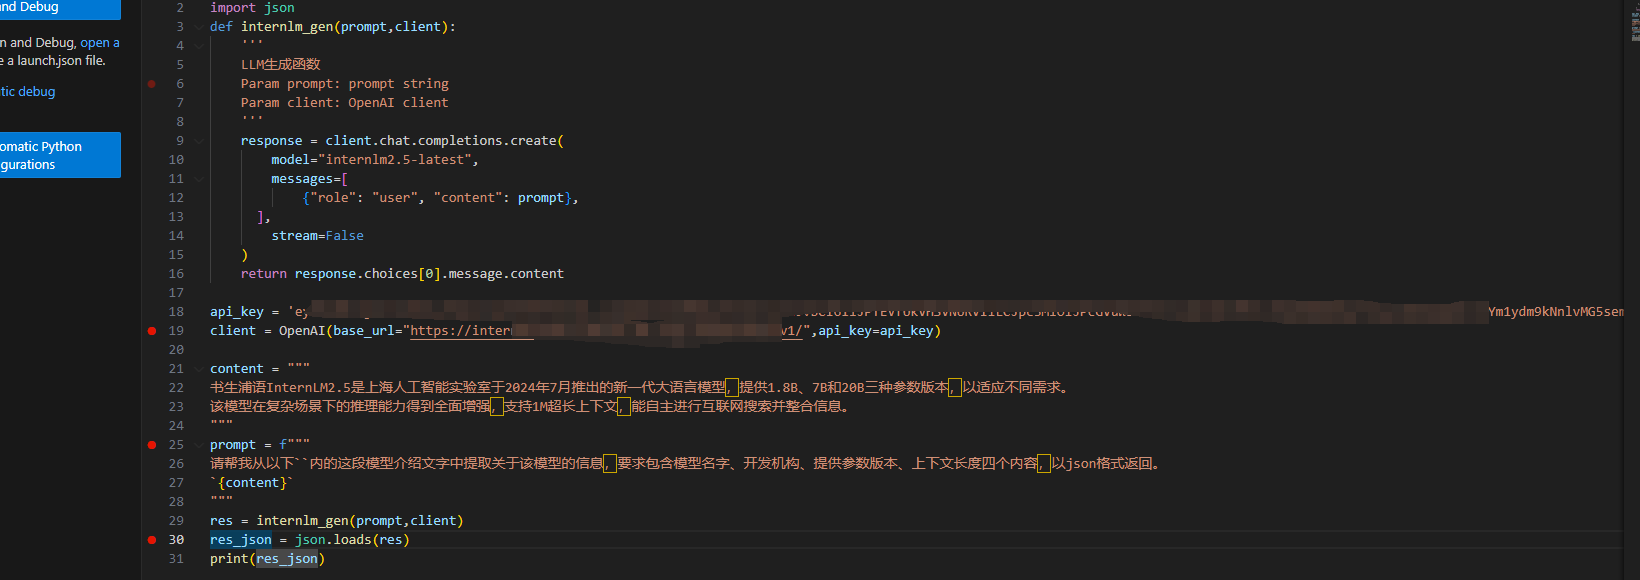 and Debug
n and Debug, open a
e a launch.json file.
tic debug
omatic Python
gurations
2 import json
3 def internlm_gen(prompt,client):
4 '''
5 LLM生成函数
6 Param prompt: prompt string
7 Param client: OpenAI client
8 '''
9 response = client.chat.completions.create(
10 model="internlm2.5-latest",
11 messages=[
12 {"role": "user", "content": prompt},
13 ],
14 stream=False
15 )
16 return response.choices[0].message.content
17
18 api_key = 'ey
19 client = OpenAI(base_url="https://intern v1/",api_key=api_key)
20
21 content = """
22 书生浦语InternLM2.5是上海人工智能实验室于2024年7月推出的新一代大语言模型，提供1.8B、7B和20B三种参数版本，以适应不同需求。
23 该模型在复杂场景下的推理能力得到全面增强，支持1M超长上下文，能自主进行互联网搜索并整合信息。
24 """
25 prompt = f"""
26 请帮我从以下``内的这段模型介绍文字中提取关于该模型的信息，要求包含模型名字、开发机构、提供参数版本、上下文长度四个内容，以json格式返回。
27 `{content}`
28 """
29 res = internlm_gen(prompt,client)
30 res_json = json.loads(res)
31 print(res_json)